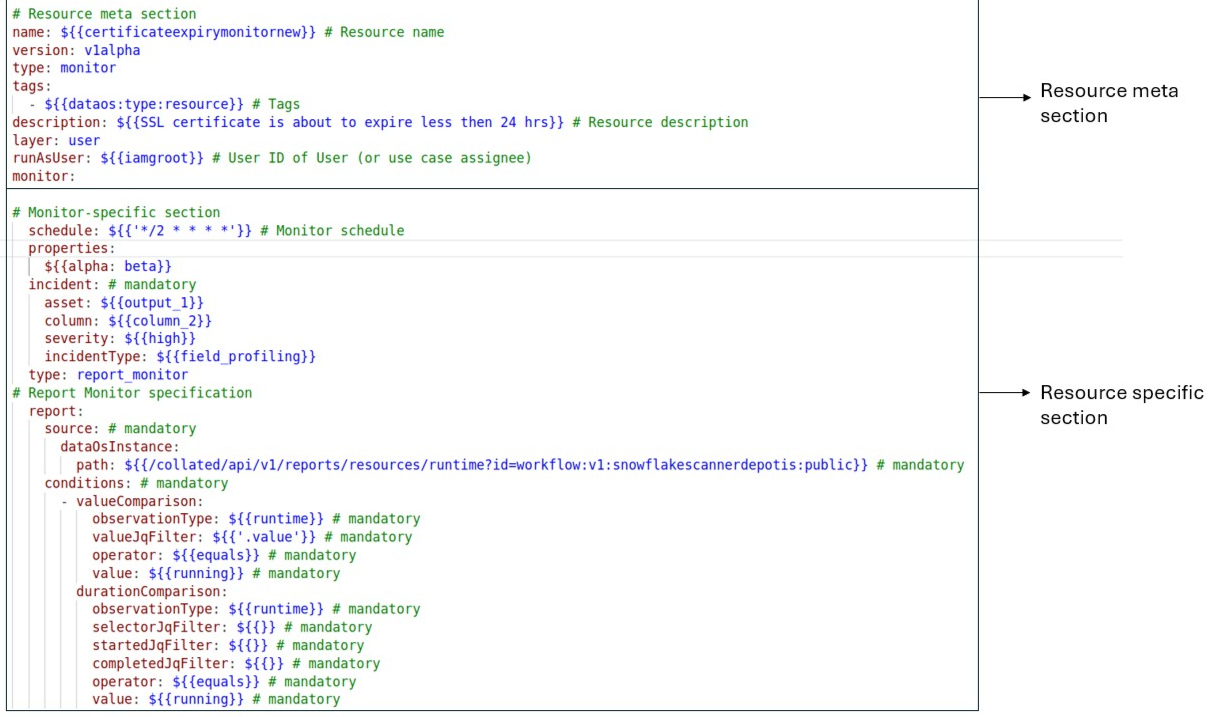 # Resource meta section
name: ${{certificateexpirymonitornew}} # Resource name
version: v1alpha
type: monitor
tags:
  - ${{dataos:type:resource}} # Tags
description: ${{SSL certificate is about to expire less then 24 hrs}} # Resource description
layer: user
runAsUser: ${{iamgroot}} # User ID of User (or use case assignee)
monitor:
Resource meta
section
# Monitor-specific section
  schedule: ${{'*/2 * * * *'}} # Monitor schedule
  properties:
    ${{alpha: beta}}
  incident: # mandatory
    asset: ${{output_1}}
    column: ${{column_2}}
    severity: ${{high}}
    incidentType: ${{field_profiling}}
  type: report_monitor
# Report Monitor specification
  report:
    source: # mandatory
      dataOsInstance:
        path: ${{/collated/api/v1/reports/resources/runtime?id=workflow:v1:snowflakescannerdepotis:public}} # mandatory
    conditions: # mandatory
      - valueComparison:
          observationType: ${{runtime}} # mandatory
          valueJqFilter: ${{'.value'}} # mandatory
          operator: ${{equals}} # mandatory
          value: ${{running}} # mandatory
        durationComparison:
          observationType: ${{runtime}} # mandatory
          selectorJqFilter: ${{}} # mandatory
          startedJqFilter: ${{}} # mandatory
          completedJqFilter: ${{}} # mandatory
          operator: ${{equals}} # mandatory
          value: ${{running}} # mandatory
Resource specific
section